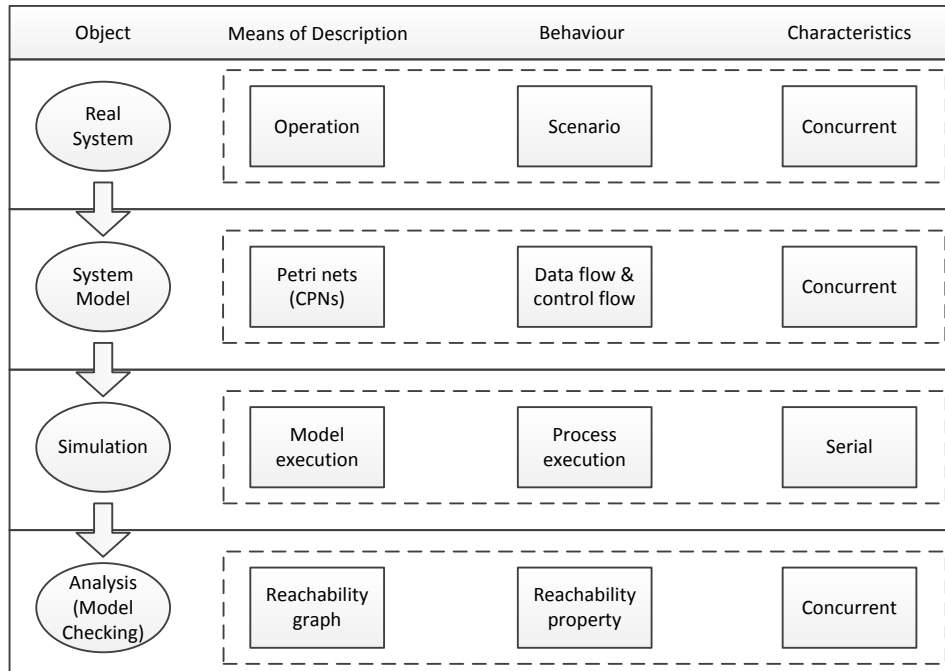 Object
Means of Description
Behaviour
Characteristics
Real
System
Operation
Scenario
Concurrent
System
Model
Petri nets
(CPNs)
Data flow &
control flow
Concurrent
Simulation
Model
execution
Process
execution
Serial
Analysis
(Model
Checking)
Reachability
graph
Reachability
property
Concurrent